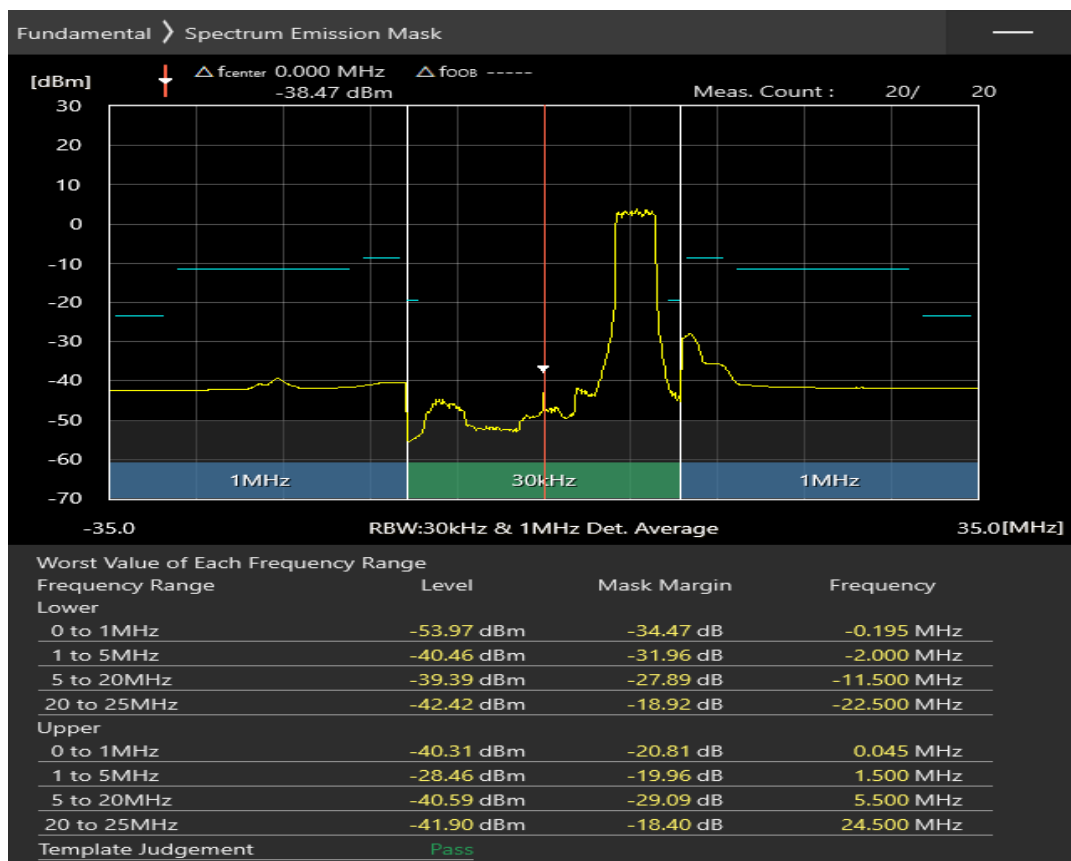 Fundamental ❯ Spectrum Emission Mask
△ fcenter 0.000 MHz △ fOOB -----
[dBm] -38.47 dBm Meas. Count : 20/ 20
30
20
10
0
-10
-20
-30
-40
-50
-60
1MHz 30kHz 1MHz
-70
-35.0 RBW:30kHz & 1MHz Det. Average 35.0[MHz]
Worst Value of Each Frequency Range
Frequency Range Level Mask Margin Frequency
Lower
0 to 1MHz -53.97 dBm -34.47 dB -0.195 MHz
1 to 5MHz -40.46 dBm -31.96 dB -2.000 MHz
5 to 20MHz -39.39 dBm -27.89 dB -11.500 MHz
20 to 25MHz -42.42 dBm -18.92 dB -22.500 MHz
Upper
0 to 1MHz -40.31 dBm -20.81 dB 0.045 MHz
1 to 5MHz -28.46 dBm -19.96 dB 1.500 MHz
5 to 20MHz -40.59 dBm -29.09 dB 5.500 MHz
20 to 25MHz -41.90 dBm -18.40 dB 24.500 MHz
Template Judgement Pass